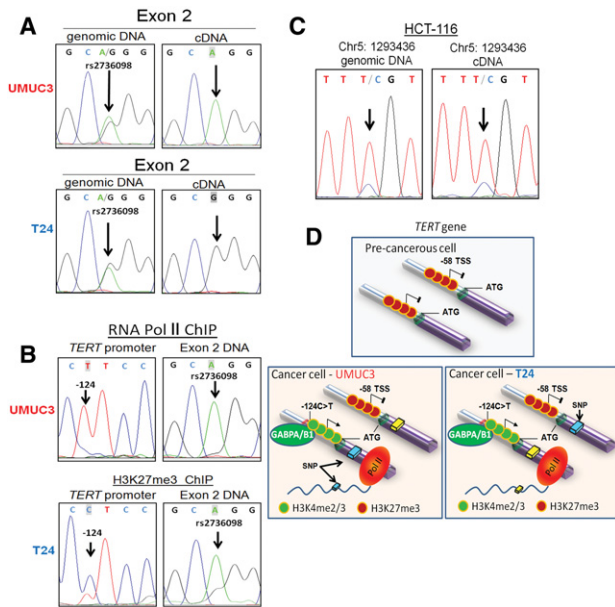 A
Exon 2
genomic DNA
cDNA
G C A/G G G
G C A G G
rs2736098
UMUC3
Exon 2
genomic DNA
cDNA
G C A/G G G
G C G G G
rs2736098
T24
B
RNA Pol II ChIP
TERT promoter
Exon 2 DNA
C T T C C
G C A G G
-124
rs2736098
UMUC3
H3K27me3 ChIP
TERT promoter
Exon 2 DNA
C C T C C
G C A G G
-124
rs2736098
T24
C
HCT-116
Chr5: 1293436
genomic DNA
Chr5: 1293436
cDNA
T T T/C G T
T T T/C G T
D
TERT gene
Pre-cancerous cell
-58 TSS
ATG
ATG
Cancer cell - UMUC3
-58 TSS
-124C>T
GABPA/B1
ATG
SNP
Pol II
H3K4me2/3
H3K27me3
Cancer cell – T24
-58 TSS
SNP
-124C>T
GABPA/B1
ATG
Pol II
H3K4me2/3
H3K27me3